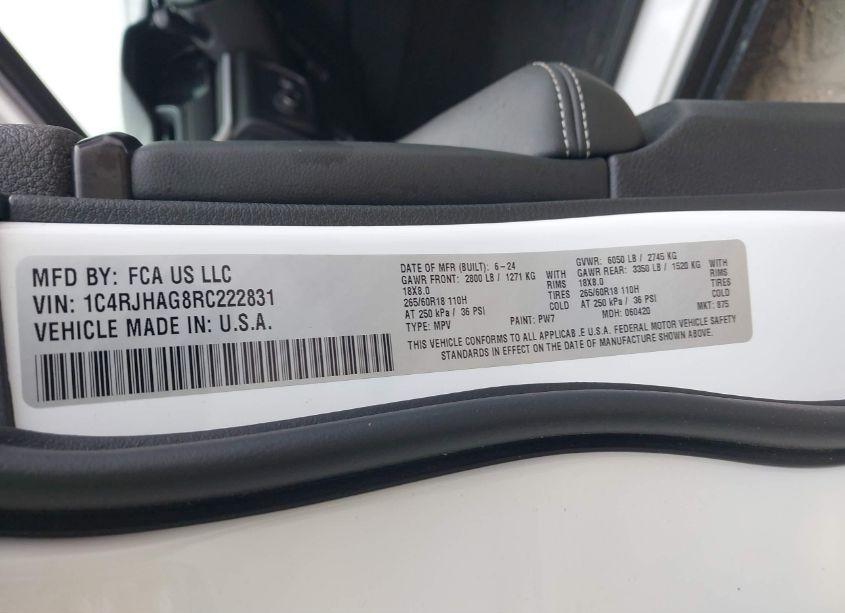 MFD BY: FCA US LLC
VIN: 1C4RJHAG8RC222831
VEHICLE MADE IN: U.S.A.
DATE OF MFR (BUILT): 6-24
GAWR FRONT: 2800 LB / 1271 KG WITH
18X8.0 RIMS
265/60R18 110H TIRES
AT 250 kPa / 36 PSI COLD
TYPE: MPV PAINT: PW7
GVWR: 6050 LB / 2745 KG
GAWR REAR: 3350 LB / 1520 KG WITH
18X8.0 RIMS
265/60R18 110H TIRES
AT 250 kPa / 36 PSI COLD
MDH: 060420 MKT: 875
THIS VEHICLE CONFORMS TO ALL APPLICAB.E U.S.A. FEDERAL MOTOR VEHICLE SAFETY
STANDARDS IN EFFECT ON THE DATE OF MANUFACTURE SHOWN ABOVE.